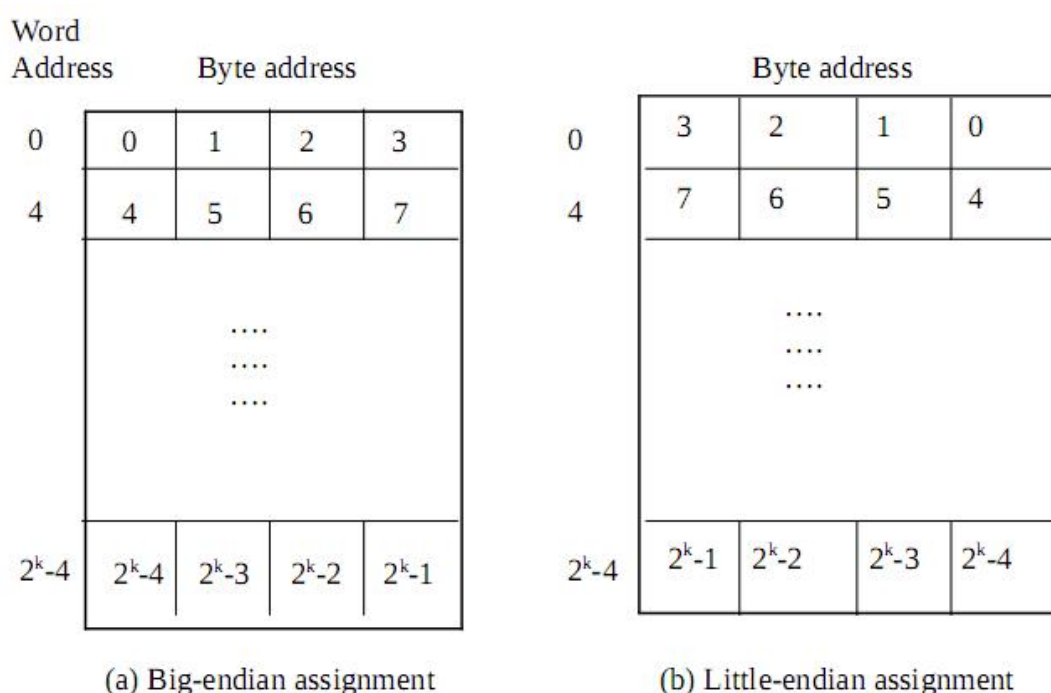 Word
Address Byte address
0 0 1 2 3
4 4 5 6 7
....
....
....
2ᵏ-4 2ᵏ-4 2ᵏ-3 2ᵏ-2 2ᵏ-1
(a) Big-endian assignment
Byte address
0 3 2 1 0
4 7 6 5 4
....
....
....
2ᵏ-4 2ᵏ-1 2ᵏ-2 2ᵏ-3 2ᵏ-4
(b) Little-endian assignment